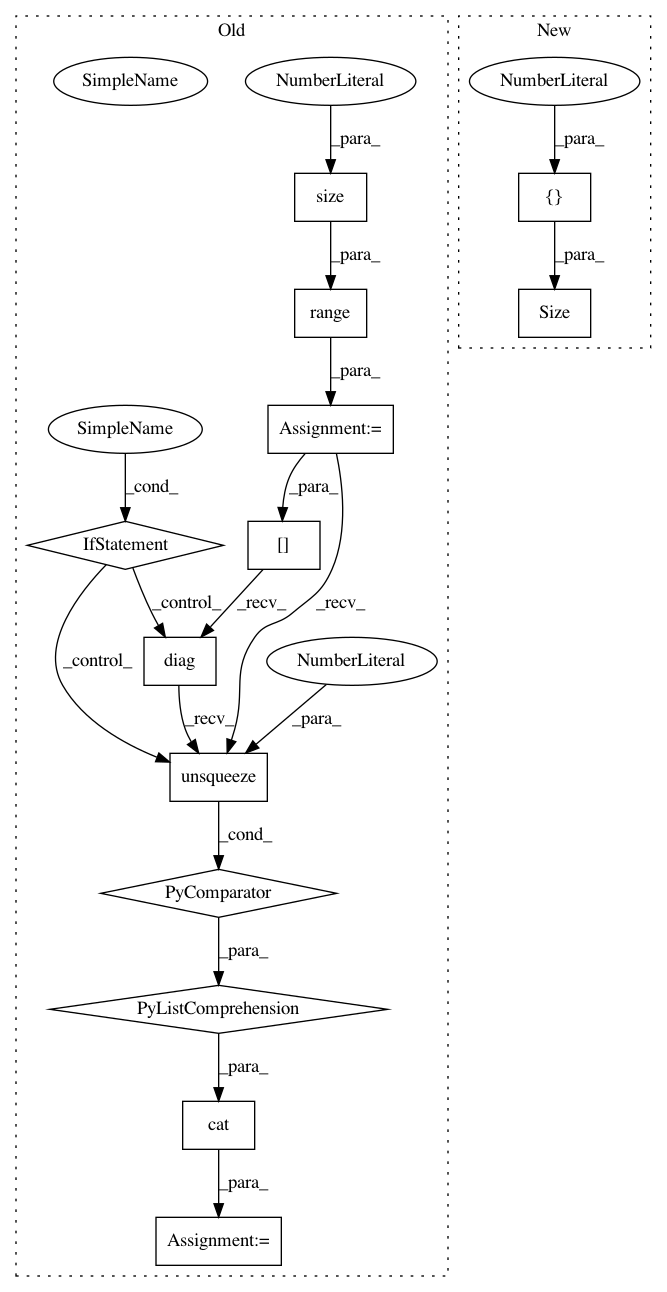 Old
New
SimpleName
NumberLiteral
NumberLiteral
_para_
_para_
size
{}
_para_
_para_
range
Size
_para_
SimpleName
Assignment:=
_cond_
_para_
IfStatement
[]
_control_
_recv_
_recv_
_control_
diag
NumberLiteral
_recv_
_para_
unsqueeze
_cond_
PyComparator
_para_
PyListComprehension
_para_
cat
_para_
Assignment:=